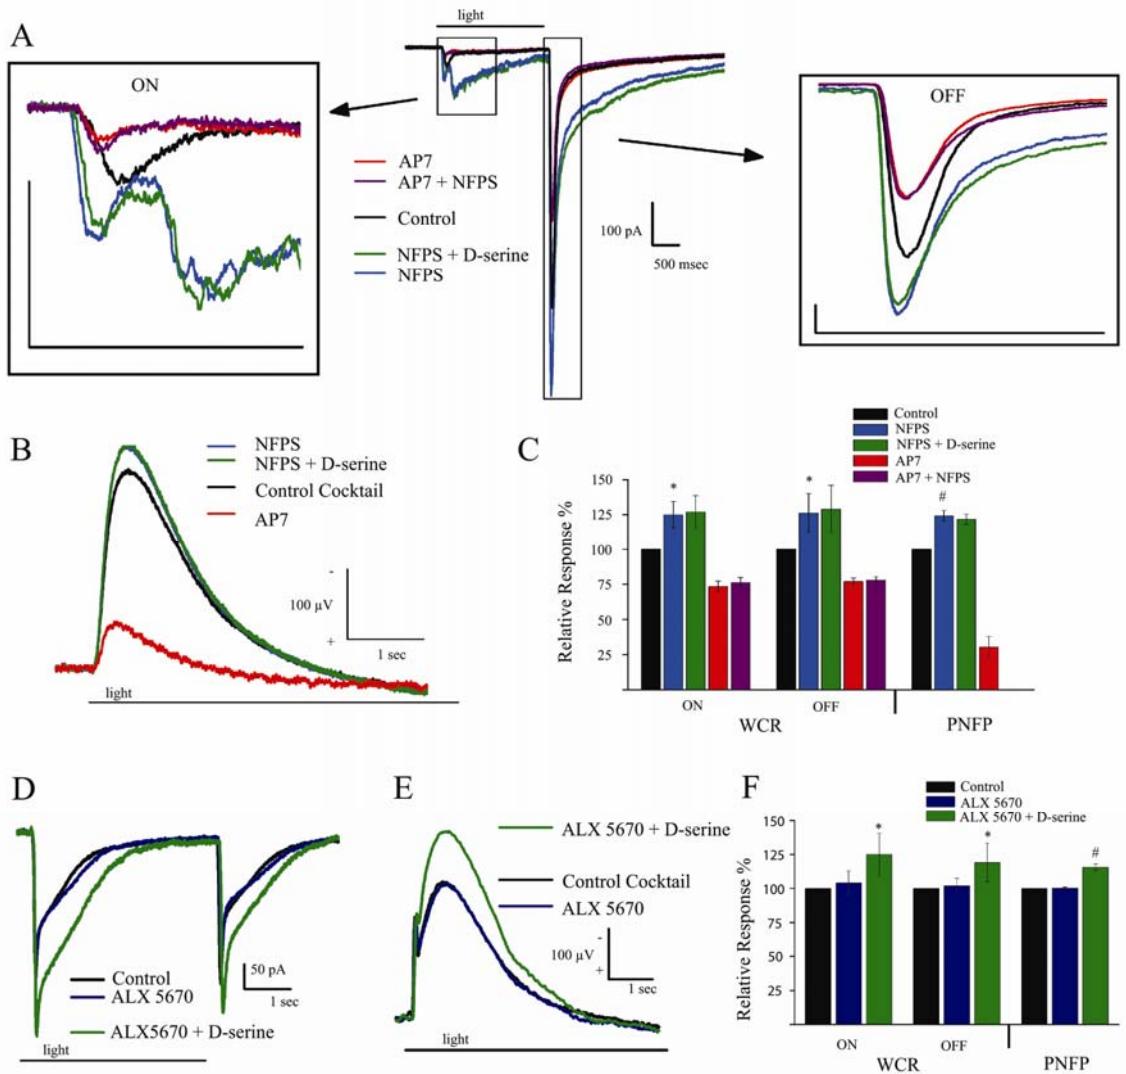 A
light
ON
OFF
AP7
AP7 + NFPS
Control
NFPS + D-serine
NFPS
100 pA
500 msec
B
NFPS
NFPS + D-serine
Control Cocktail
AP7
-
100 µV
+
1 sec
light
C
Control
NFPS
NFPS + D-serine
AP7
AP7 + NFPS
Relative Response %
150
125
100
75
50
25
* * #
ON OFF
WCR PNFP
D
Control
ALX 5670
ALX5670 + D-serine
50 pA
1 sec
light
E
ALX 5670 + D-serine
Control Cocktail
ALX 5670
-
100 µV
+
1 sec
light
F
Control
ALX 5670
ALX 5670 + D-serine
Relative Response %
150
125
100
75
50
25
* * #
ON OFF
WCR PNFP